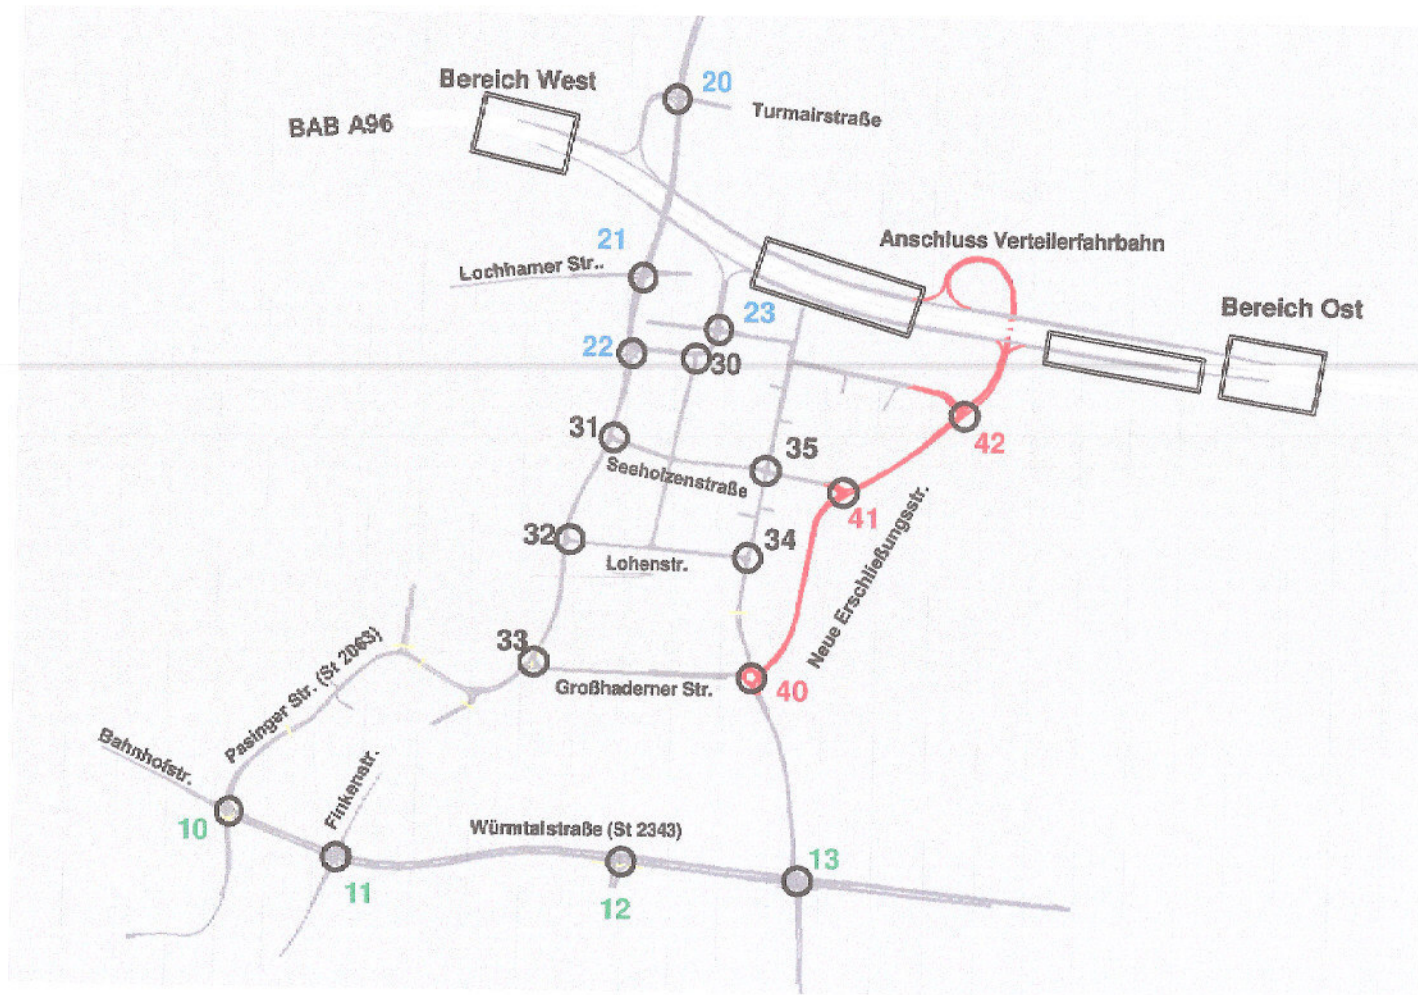 Bereich West
20
BAB A96
Turmairstraße
21
Anschluss Verteilerfahrbahn
Lochhamer Str..
23
Bereich Ost
22
30
31
35
42
Seeholzenstraße
41
32
34
Lohenstr.
Neue Erschließungsstr.
33
Pasinger Str. (St 2063)
Großhaderner Str.
40
Bahnhofstr.
Finkenstr.
10
Würmtalstraße (St 2343)
13
11
12